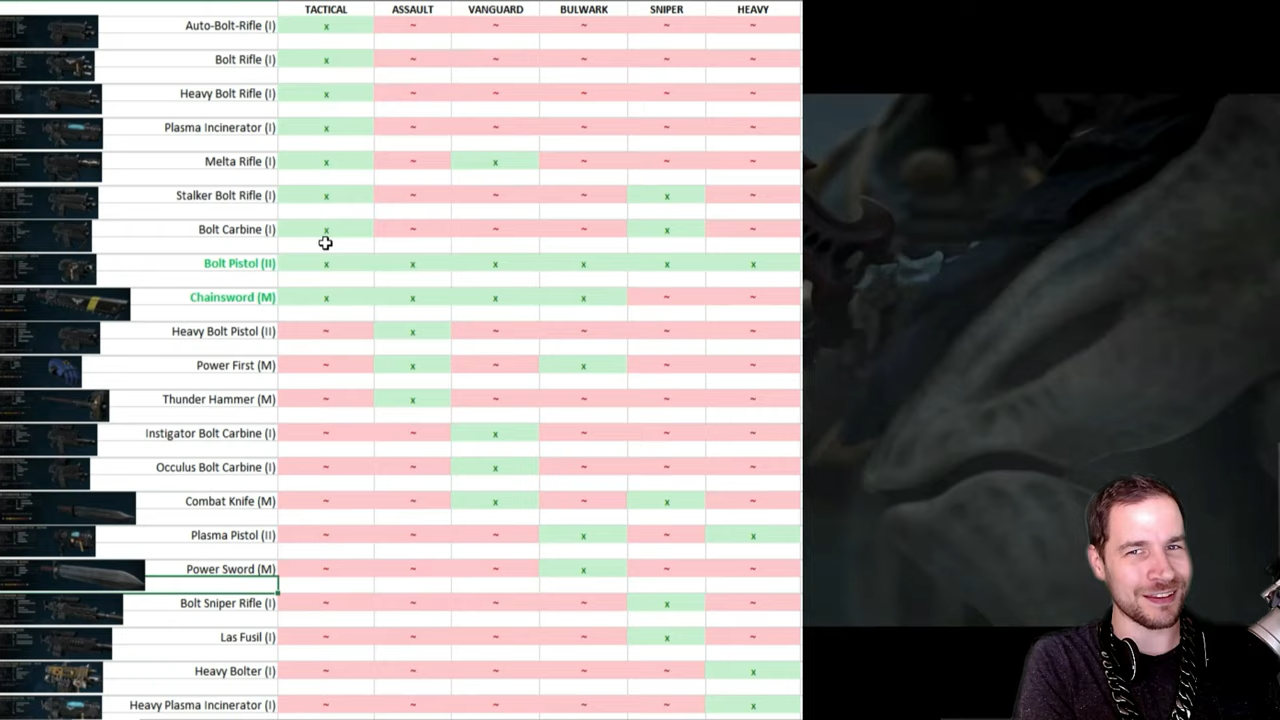 TACTICAL ASSAULT VANGUARD BULWARK SNIPER HEAVY
Auto-Bolt-Rifle (I) x ~ ~ ~ ~ ~
Bolt Rifle (I) x ~ ~ ~ ~ ~
Heavy Bolt Rifle (I) x ~ ~ ~ ~ ~
Plasma Incinerator (I) x ~ ~ ~ ~ ~
Melta Rifle (I) x ~ x ~ ~ ~
Stalker Bolt Rifle (I) x ~ ~ ~ x ~
Bolt Carbine (I) x ~ ~ ~ x ~
Bolt Pistol (II) x x x x x x
Chainsword (M) x x x x ~ ~
Heavy Bolt Pistol (II) ~ x ~ ~ ~ ~
Power First (M) ~ x ~ x ~ ~
Thunder Hammer (M) ~ x ~ ~ ~ ~
Instigator Bolt Carbine (I) ~ ~ x ~ ~ ~
Occulus Bolt Carbine (I) ~ ~ x ~ ~ ~
Combat Knife (M) ~ ~ x ~ x ~
Plasma Pistol (II) ~ ~ ~ x ~ x
Power Sword (M) ~ ~ ~ x ~ ~
Bolt Sniper Rifle (I) ~ ~ ~ ~ x ~
Las Fusil (I) ~ ~ ~ ~ x ~
Heavy Bolter (I) ~ ~ ~ ~ ~ x
Heavy Plasma Incinerator (I) ~ ~ ~ ~ ~ x